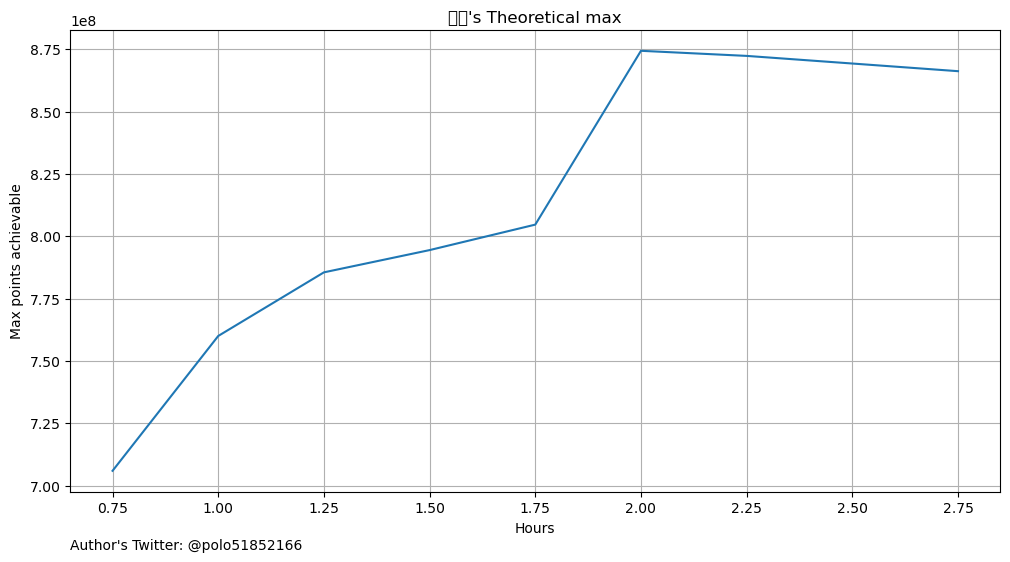 's Theoretical max
1e8
8.75
8.50
8.25
8.00
7.75
7.50
7.25
7.00
Max points achievable
0.75 1.00 1.25 1.50 1.75 2.00 2.25 2.50 2.75
Hours
Author's Twitter: @polo51852166